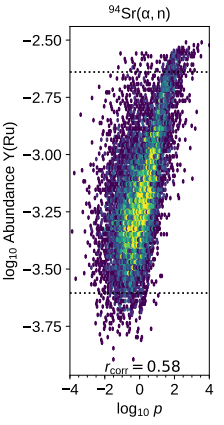 ⁹⁴Sr(α, n)
log₁₀ Abundance Y(Ru)
−2.50
−2.75
−3.00
−3.25
−3.50
−3.75
r_corr = 0.58
−4 −2 0 2 4
log₁₀ p